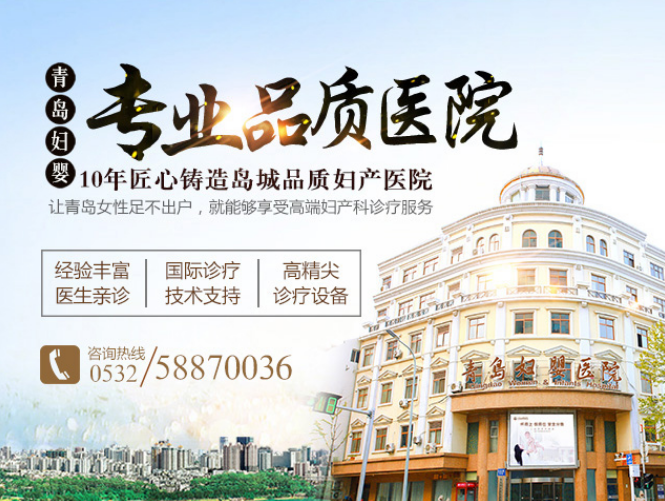 青岛妇婴
专业品质医院
10年匠心铸造岛城品质妇产医院
让青岛女性足不出户，就能够享受高端妇产科诊疗服务
经验丰富
医生亲诊
国际诊疗
技术支持
高精尖
诊疗设备
咨询热线
0532/58870036
青岛妇婴医院
Qingdao Women & Infants Hospital